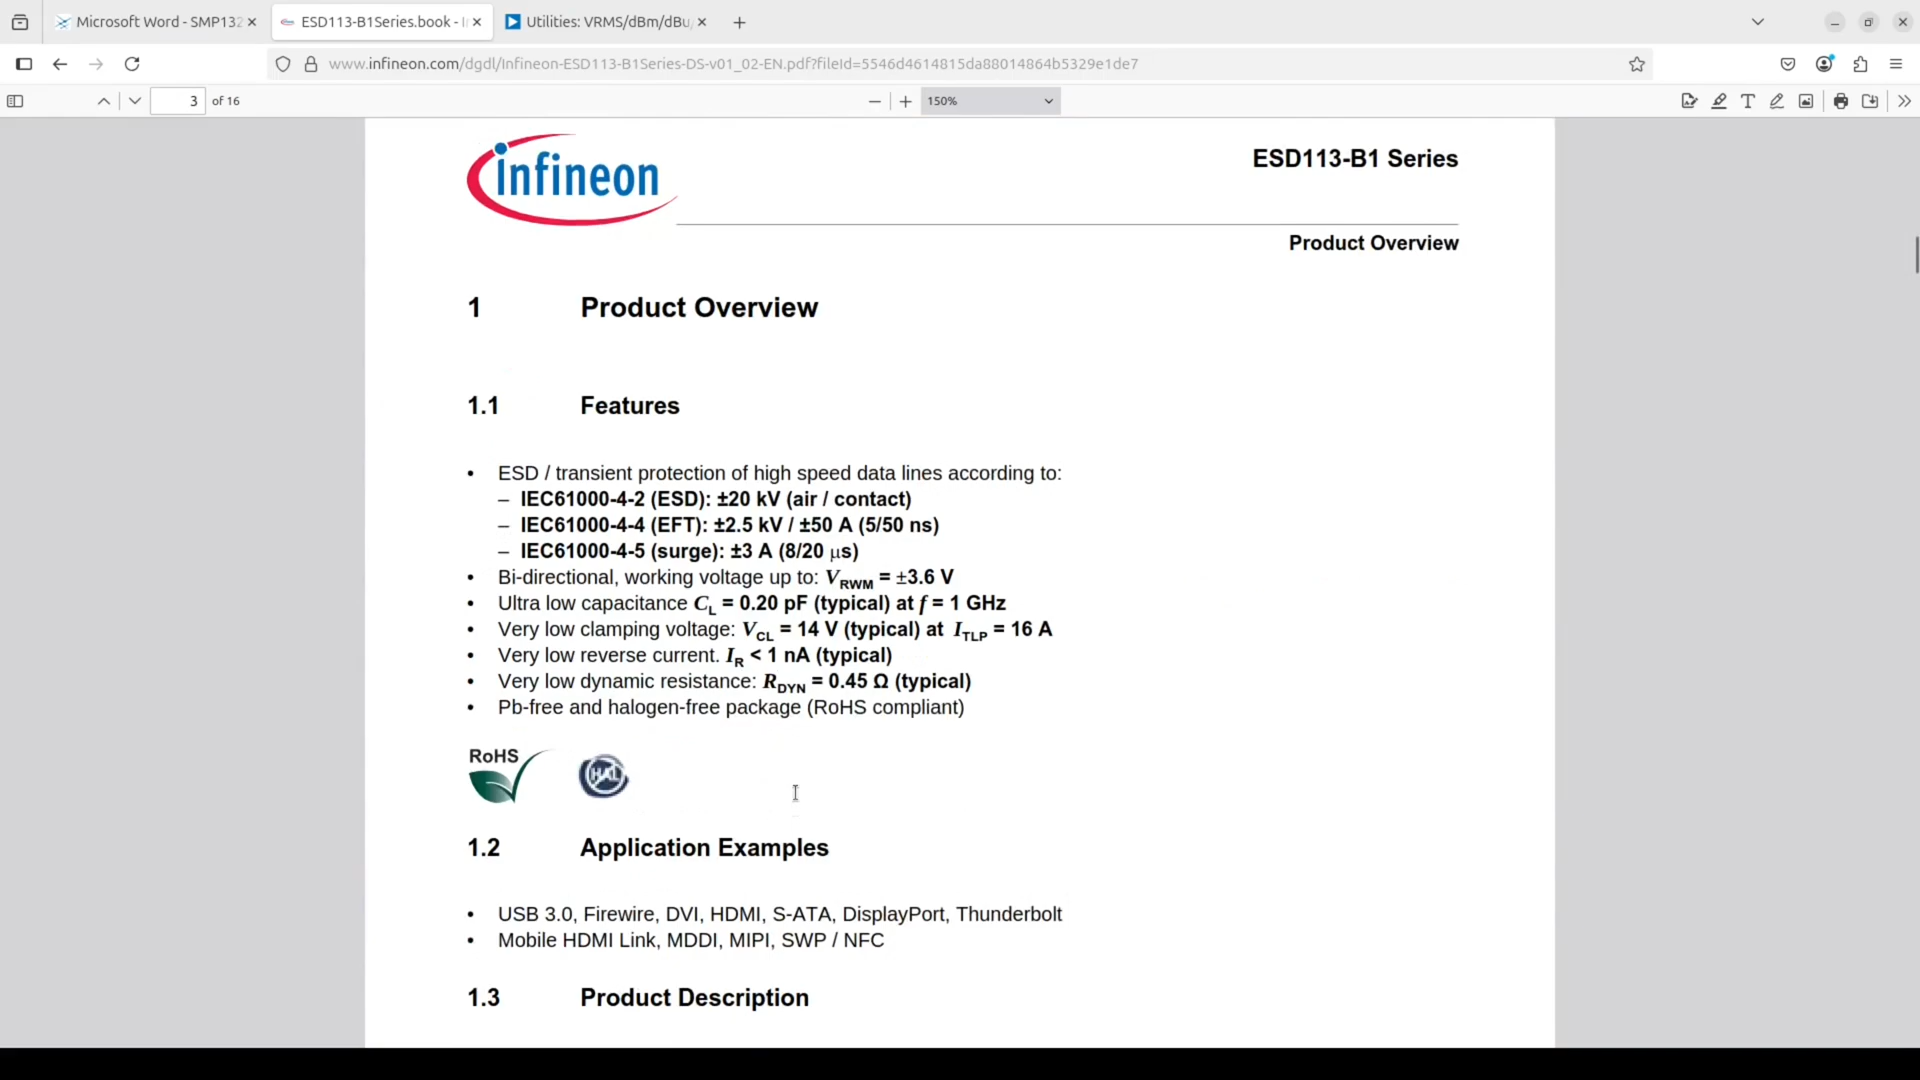 Microsoft Word - SMP132
ESD113-B1Series.book - I
Utilities: VRMS/dBm/dBu
www.infineon.com/dgdl/Infineon-ESD113-B1Series-DS-v01_02-EN.pdf?fileId=5546d4614815da88014864b5329e1de7
3 of 16
150%
infineon
ESD113-B1 Series
Product Overview
1 Product Overview
1.1 Features
• ESD / transient protection of high speed data lines according to:
– IEC61000-4-2 (ESD): ±20 kV (air / contact)
– IEC61000-4-4 (EFT): ±2.5 kV / ±50 A (5/50 ns)
– IEC61000-4-5 (surge): ±3 A (8/20 μs)
• Bi-directional, working voltage up to: VRWM = ±3.6 V
• Ultra low capacitance CL = 0.20 pF (typical) at f = 1 GHz
• Very low clamping voltage: VCL = 14 V (typical) at ITLP = 16 A
• Very low reverse current. IR < 1 nA (typical)
• Very low dynamic resistance: RDYN = 0.45 Ω (typical)
• Pb-free and halogen-free package (RoHS compliant)
RoHS
HAL
1.2 Application Examples
• USB 3.0, Firewire, DVI, HDMI, S-ATA, DisplayPort, Thunderbolt
• Mobile HDMI Link, MDDI, MIPI, SWP / NFC
1.3 Product Description